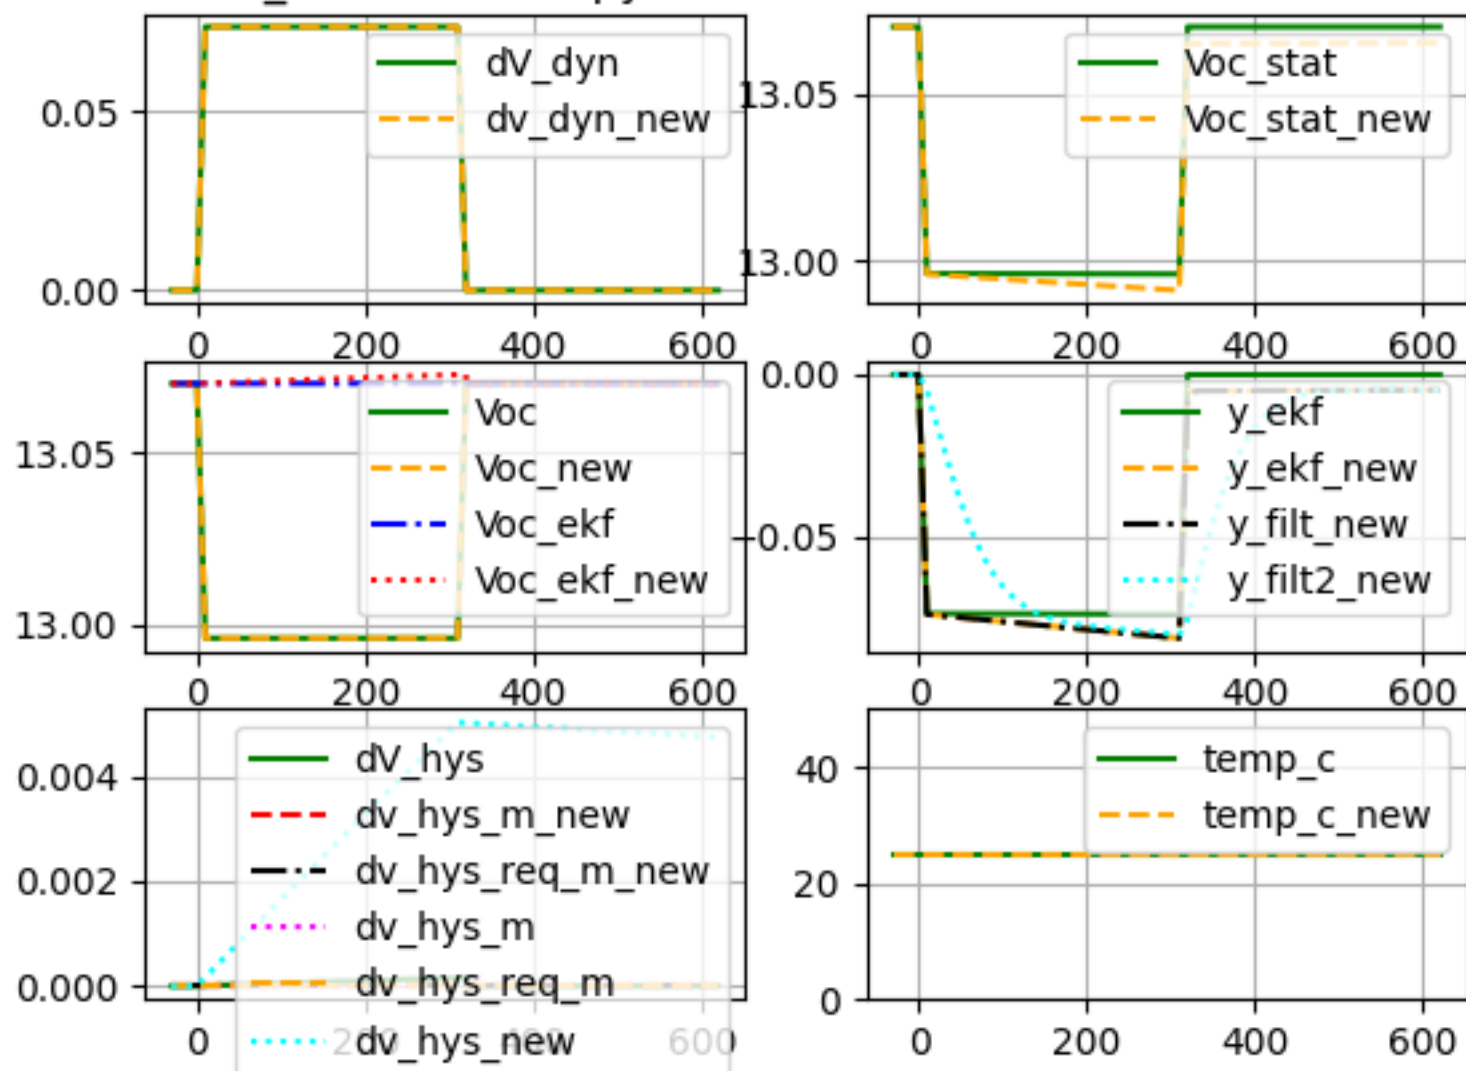 dV_dyn
dv_dyn_new
0.05
0.00
0 200 400 600
Voc_stat
Voc_stat_new
13.05
13.00
0 200 400 600
Voc
Voc_new
Voc_ekf
Voc_ekf_new
13.05
13.00
0 200 400 600
y_ekf
y_ekf_new
y_filt_new
y_filt2_new
0.00
-0.05
0 200 400 600
dV_hys
dv_hys_m_new
dv_hys_req_m_new
dv_hys_m
dv_hys_req_m
dv_hys_new
0.004
0.002
0.000
0 200 400 600
temp_c
temp_c_new
40
20
0
0 200 400 600